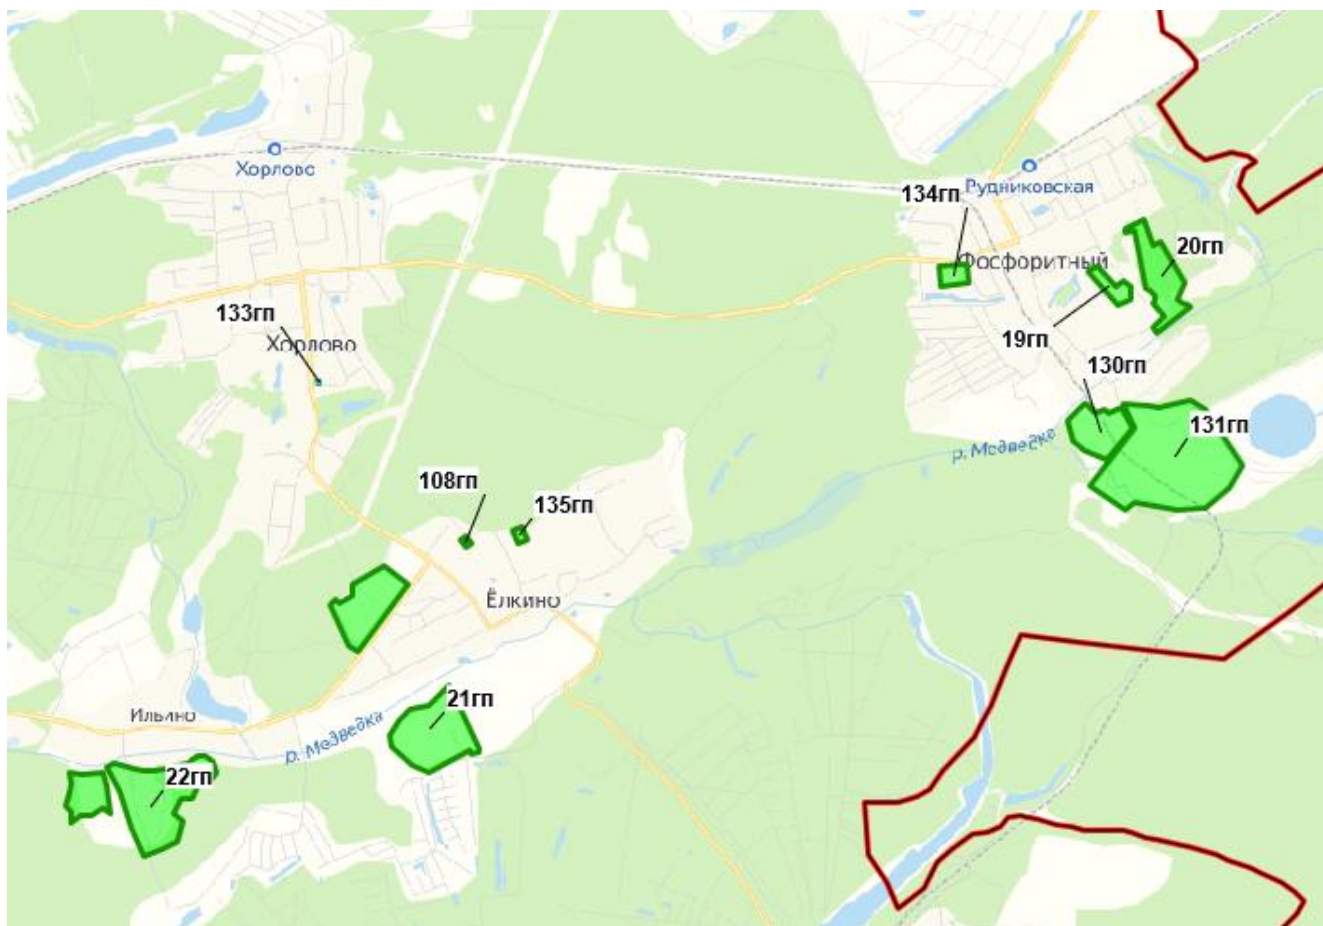 Хорлово
Рудниковская
134гп
20гп
Фосфоритный
133гп
Хорлово
19гп
130гп
131гп
р. Медведка
108гп
135гп
Ёлкино
21гп
Ильино
р. Медведка
22гп